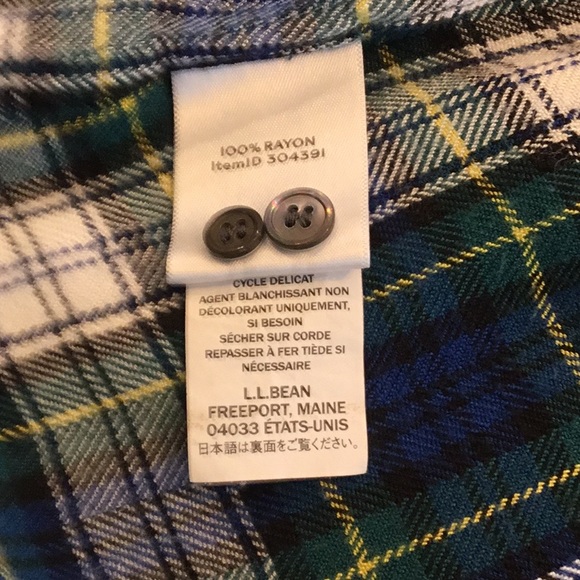 100% RAYON
ItemID 304391
CYCLE DELICAT
AGENT BLANCHISSANT NON
DÉCOLORANT UNIQUEMENT,
SI BESOIN
SÉCHER SUR CORDE
REPASSER À FER TIÈDE SI
NÉCESSAIRE
L.L.BEAN
FREEPORT, MAINE
04033 ÉTATS-UNIS
日本語は裏面をご覧ください。